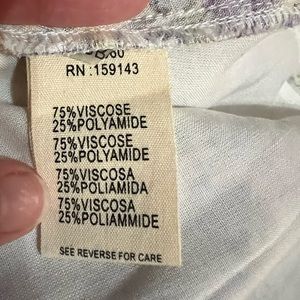 RN :159143
75%VISCOSE
25%POLYAMIDE
75%VISCOSE
25%POLYAMIDE
75%VISCOSA
25%POLIAMIDA
75%VISCOSA
25%POLIAMMIDE
SEE REVERSE FOR CARE